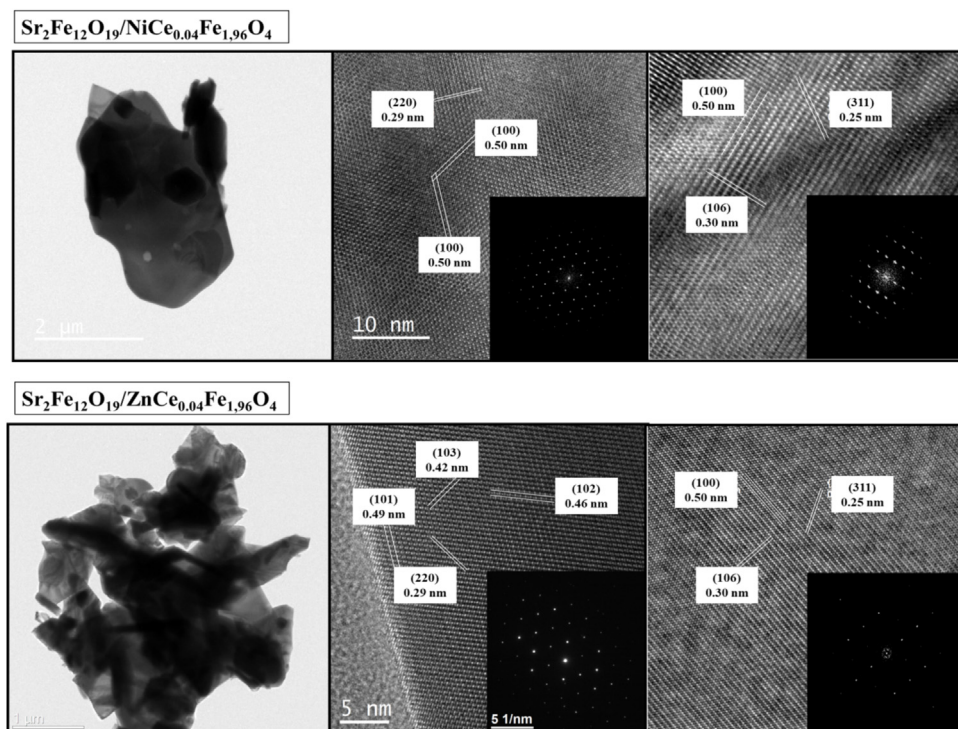 Sr₂Fe₁₂O₁₉/NiCe₀.₀₄Fe₁,₉₆O₄
(220)
0.29 nm
(100)
0.50 nm
(100)
0.50 nm
(100)
0.50 nm
(311)
0.25 nm
(106)
0.30 nm
2 µm
10 nm
Sr₂Fe₁₂O₁₉/ZnCe₀.₀₄Fe₁,₉₆O₄
(103)
0.42 nm
(101)
0.49 nm
(102)
0.46 nm
(220)
0.29 nm
(100)
0.50 nm
(311)
0.25 nm
(106)
0.30 nm
1 µm
5 nm
5 1/nm